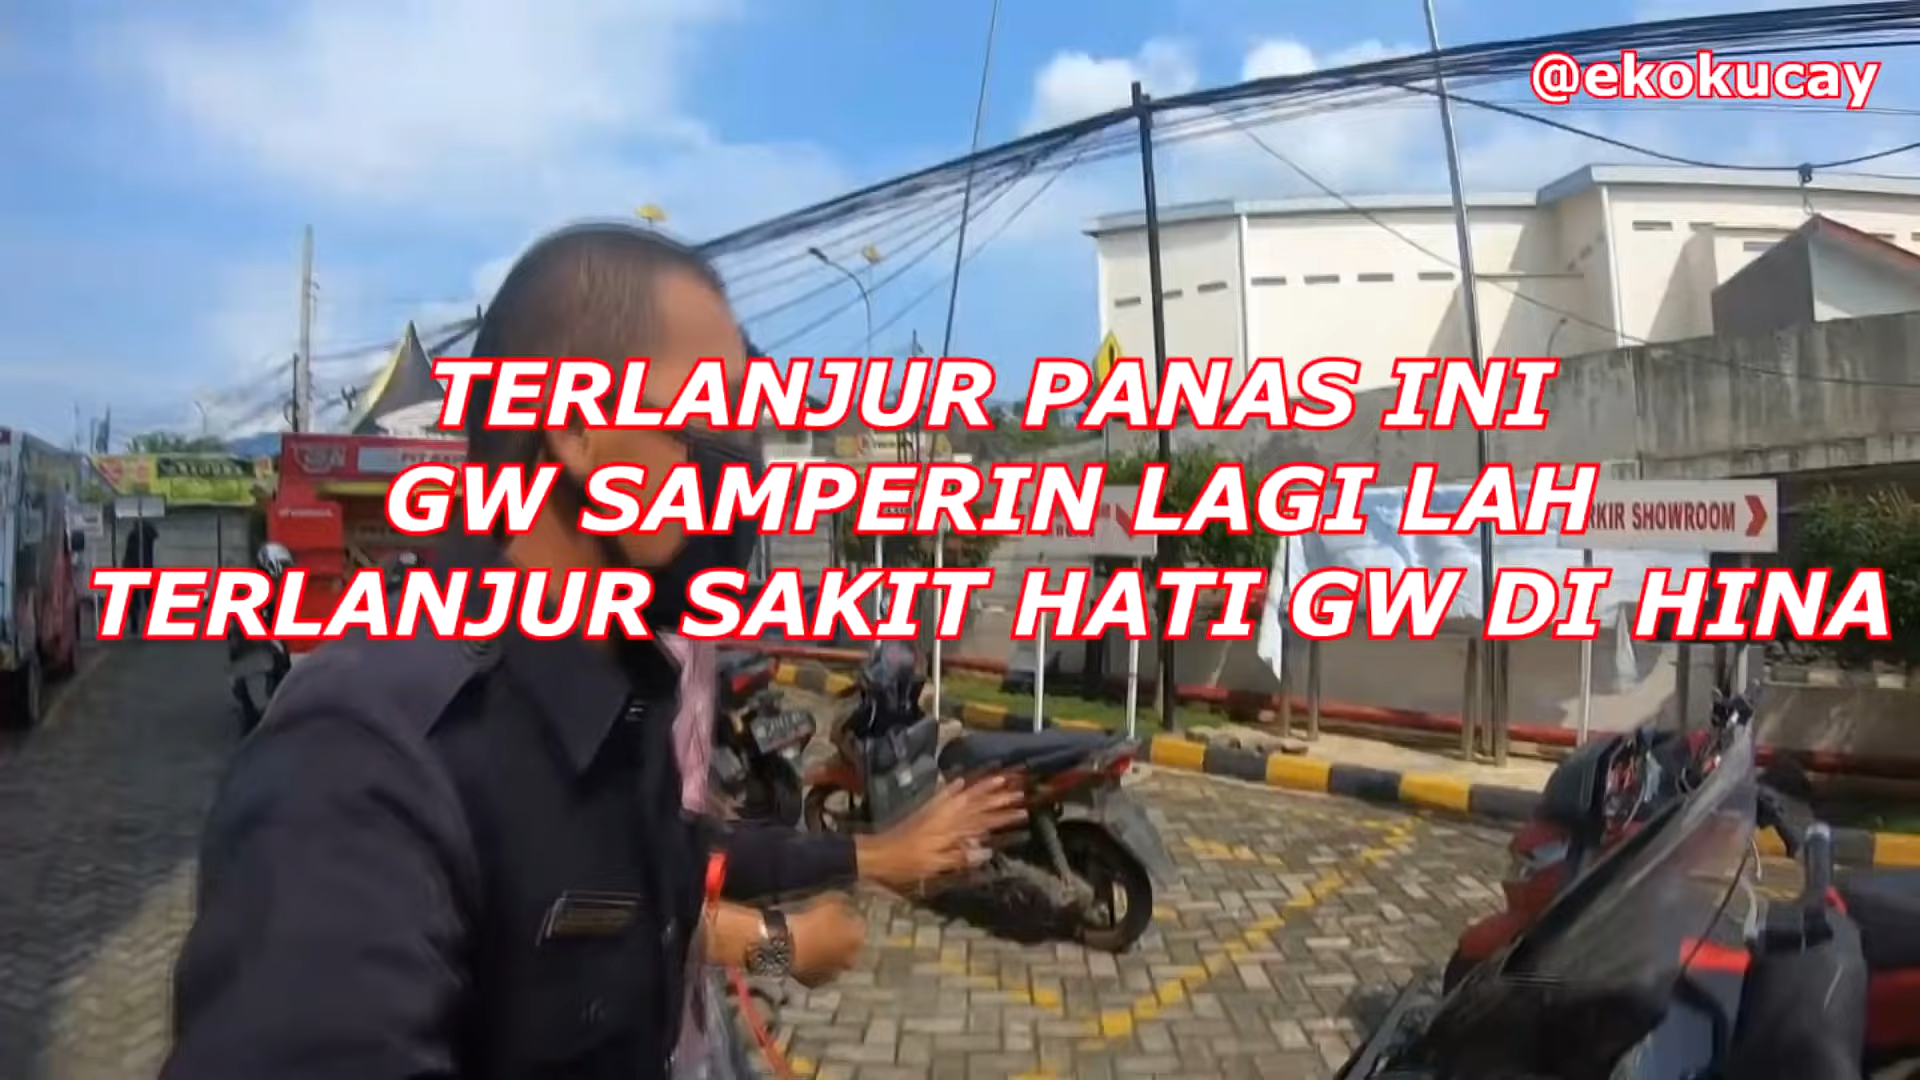 @ekokucay
TERLANJUR PANAS INI
GW SAMPERIN LAGI LAH
RKIR SHOWROOM
TERLANJUR SAKIT HATI GW DI HINA